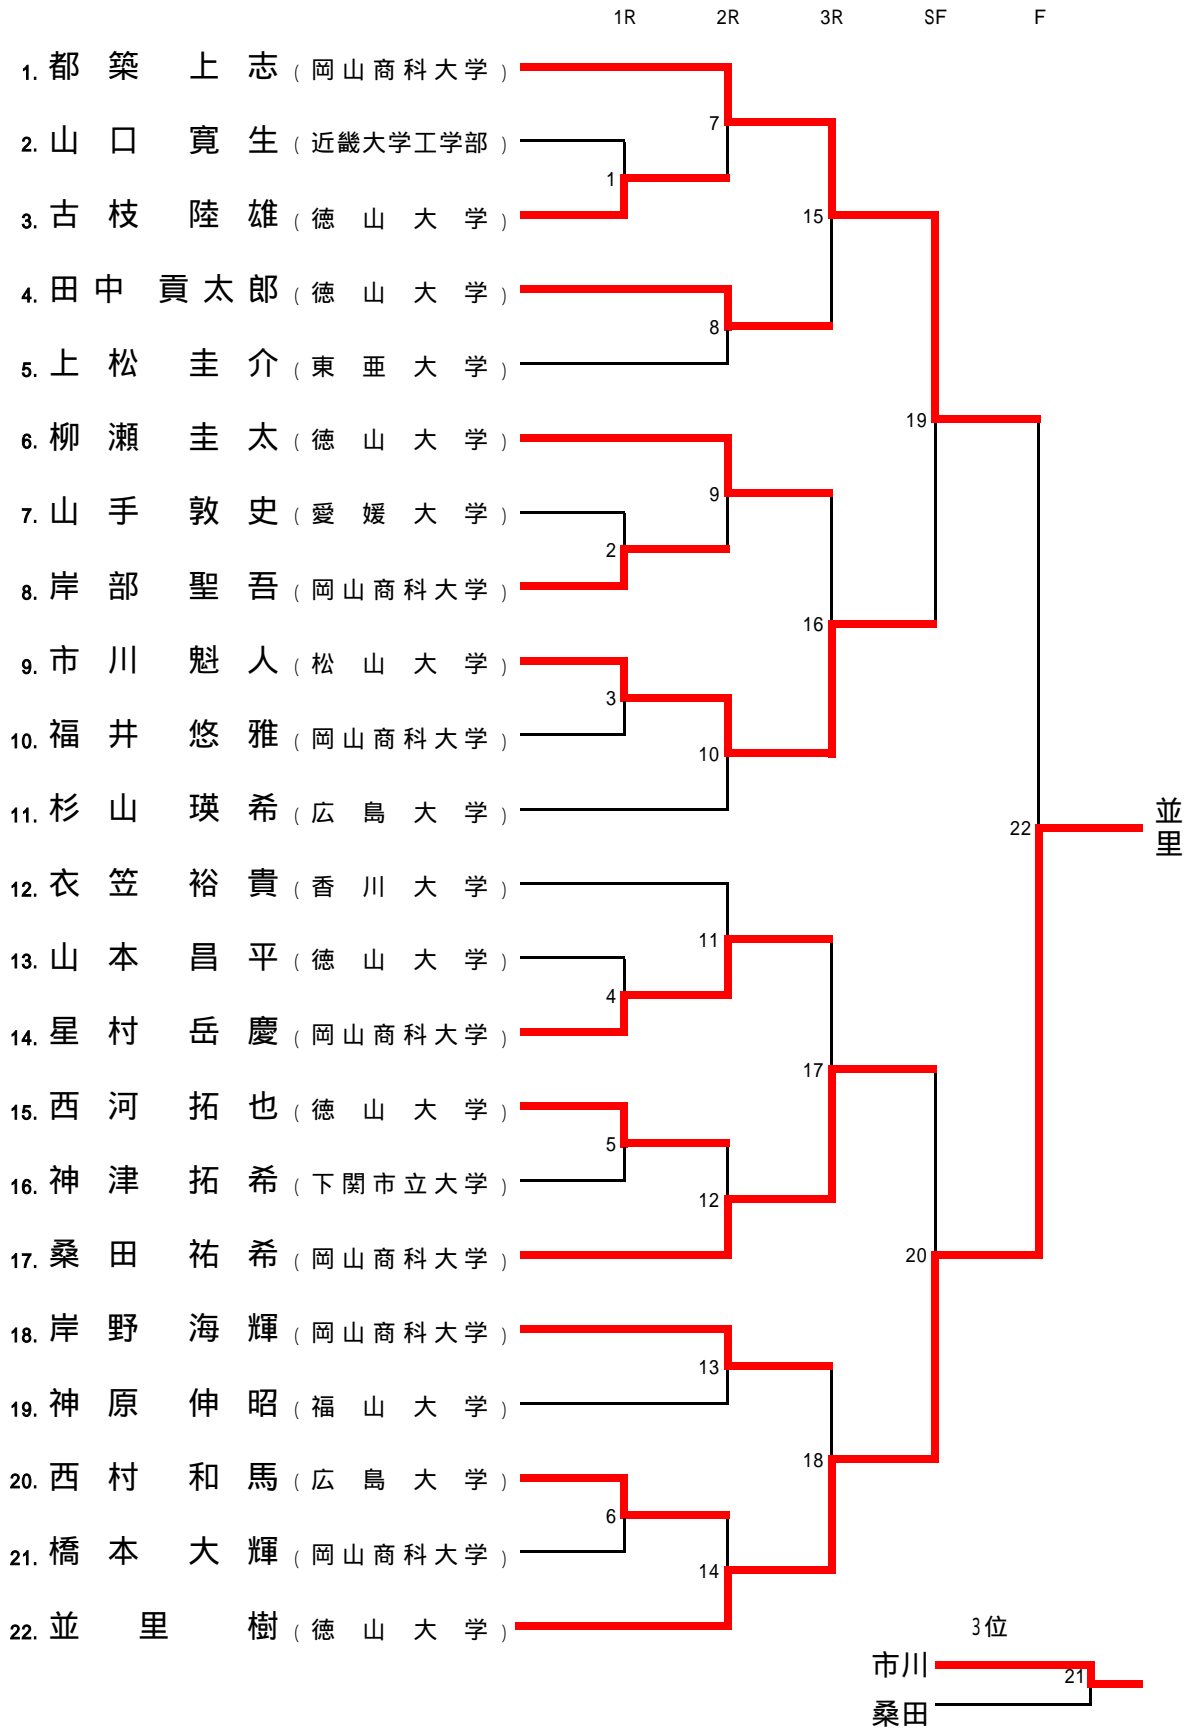 1R 2R 3R SF F
1. 都築 上志 (岡山商科大学)
7
2. 山口 寛生 (近畿大学工学部)
1
3. 古枝 陸雄 (徳山大学)
15
4. 田中 貢太郎 (徳山大学)
8
5. 上松 圭介 (東亜大学)
19
6. 柳瀬 圭太 (徳山大学)
9
7. 山手 敦史 (愛媛大学)
2
8. 岸部 聖吾 (岡山商科大学)
16
9. 市川 魁人 (松山大学)
3
10. 福井 悠雅 (岡山商科大学)
10
11. 杉山 瑛希 (広島大学)
22 並里
12. 衣笠 裕貴 (香川大学)
11
13. 山本 昌平 (徳山大学)
4
14. 星村 岳慶 (岡山商科大学)
17
15. 西河 拓也 (徳山大学)
5
16. 神津 拓希 (下関市立大学)
12
17. 桑田 祐希 (岡山商科大学)
20
18. 岸野 海輝 (岡山商科大学)
13
19. 神原 伸昭 (福山大学)
18
20. 西村 和馬 (広島大学)
6
21. 橋本 大輝 (岡山商科大学)
14
22. 並里 樹 (徳山大学)
3位
市川
21
桑田